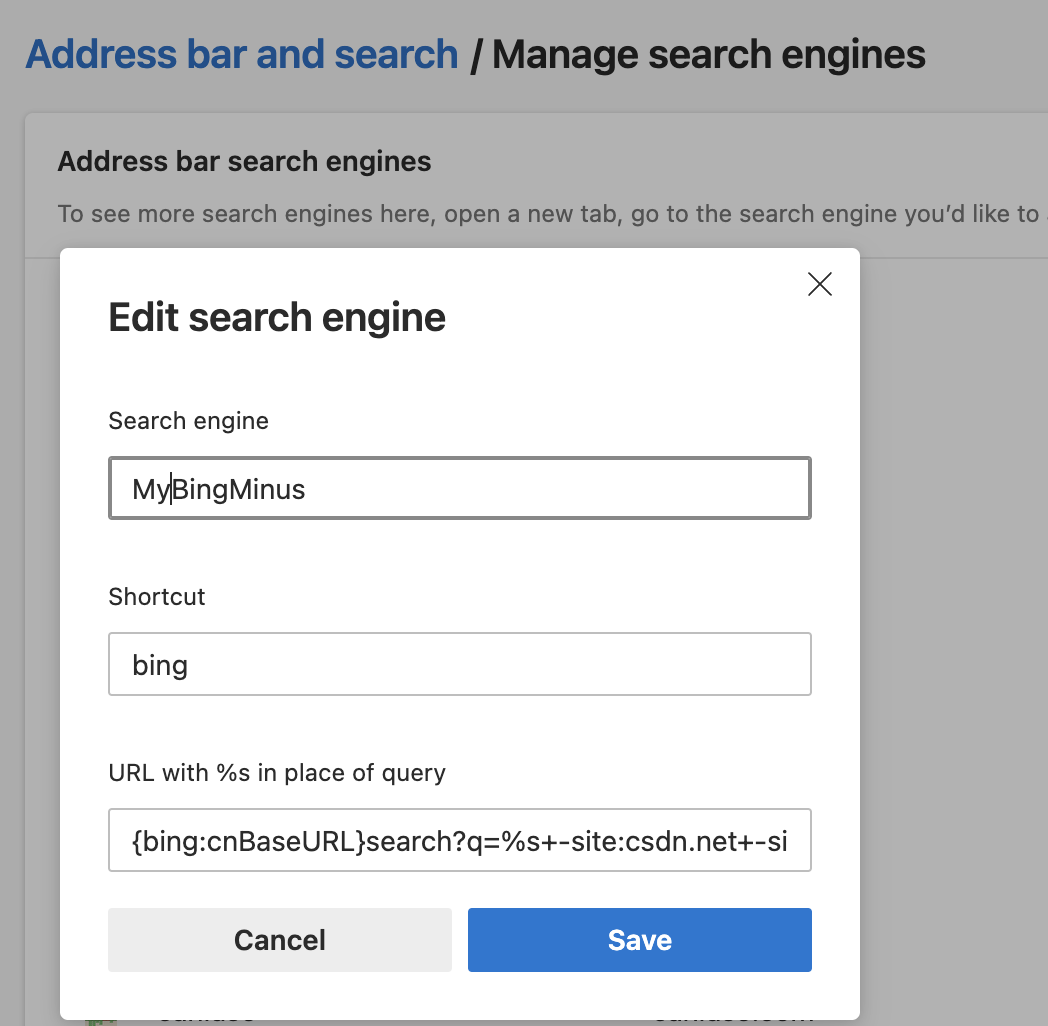 Address bar and search / Manage search engines
Address bar search engines
To see more search engines here, open a new tab, go to the search engine you’d like to
Edit search engine
Search engine
MyBingMinus
Shortcut
bing
URL with %s in place of query
{bing:cnBaseURL}search?q=%s+-site:csdn.net+-si
Cancel
Save